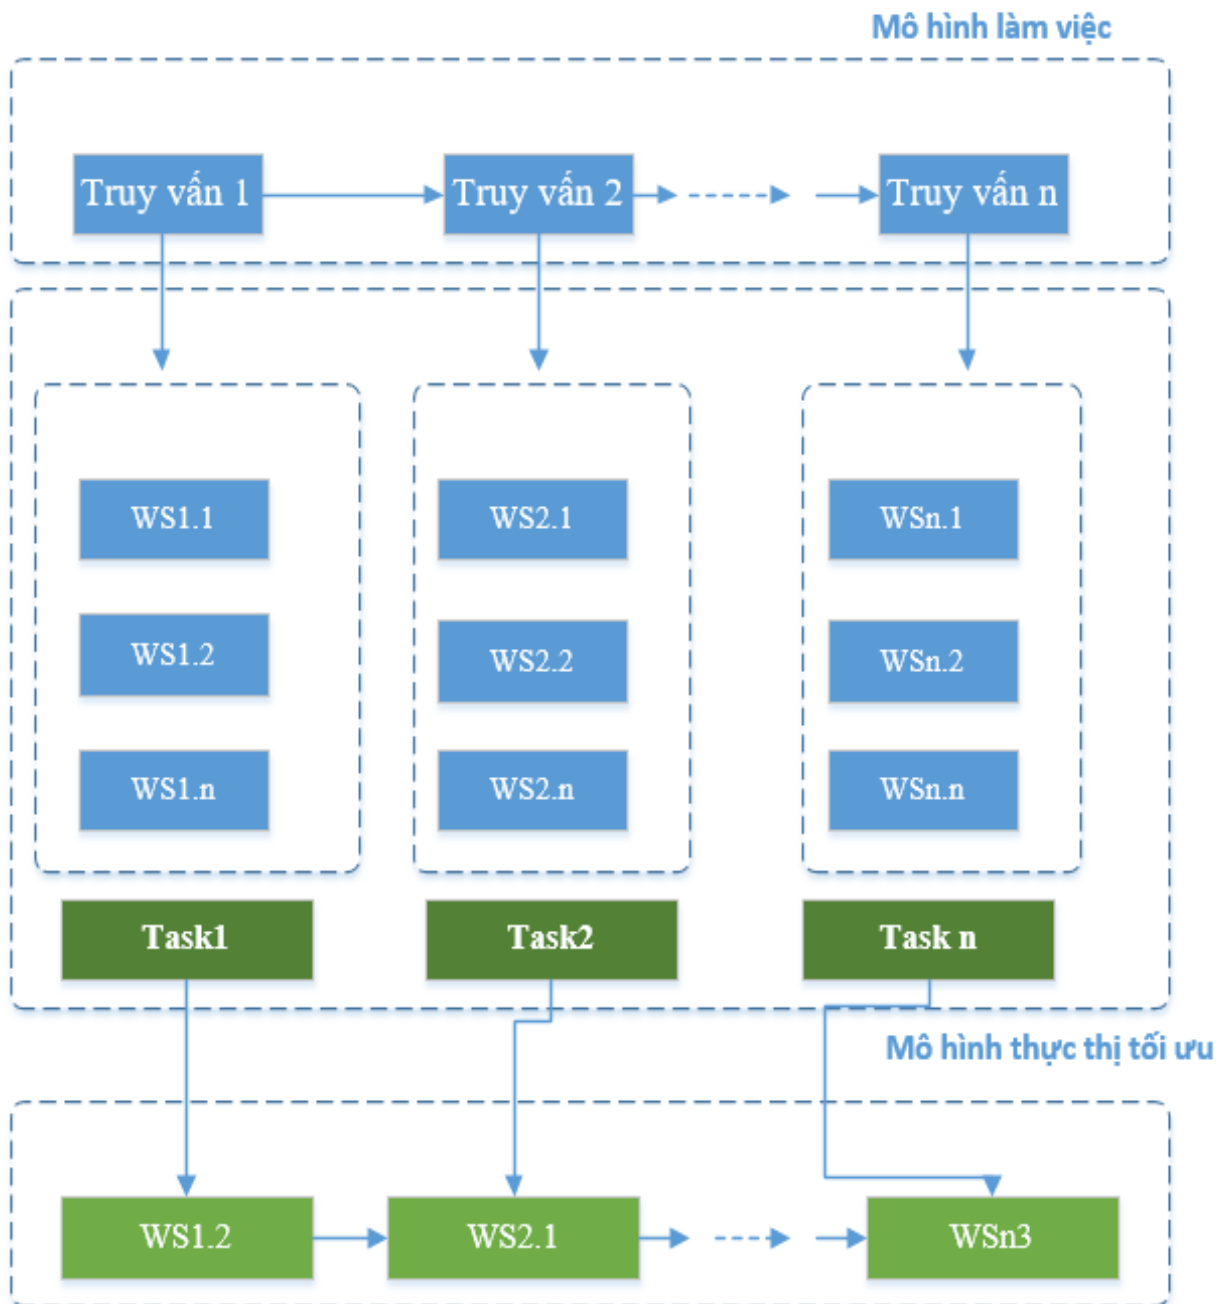 Mô hình làm việc
Truy vấn 1
Truy vấn 2
Truy vấn n
WS1.1
WS2.1
WSn.1
WS1.2
WS2.2
WSn.2
WS1.n
WS2.n
WSn.n
Task1
Task2
Task n
Mô hình thực thị tối ưu
WS1.2
WS2.1
WSn3